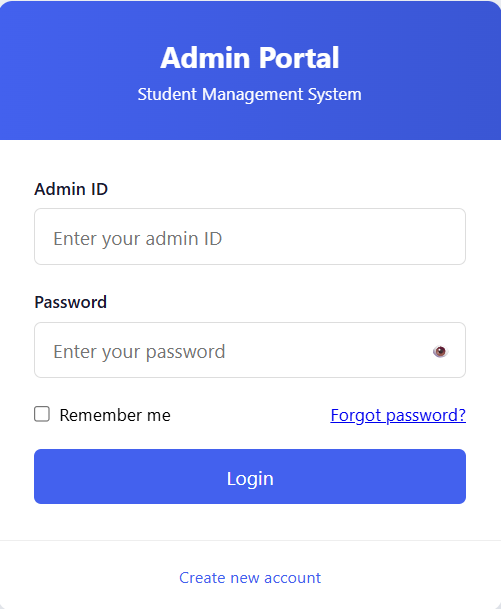 Admin Portal
Student Management System
Admin ID
Enter your admin ID
Password
Enter your password
Remember me Forgot password?
Login
Create new account